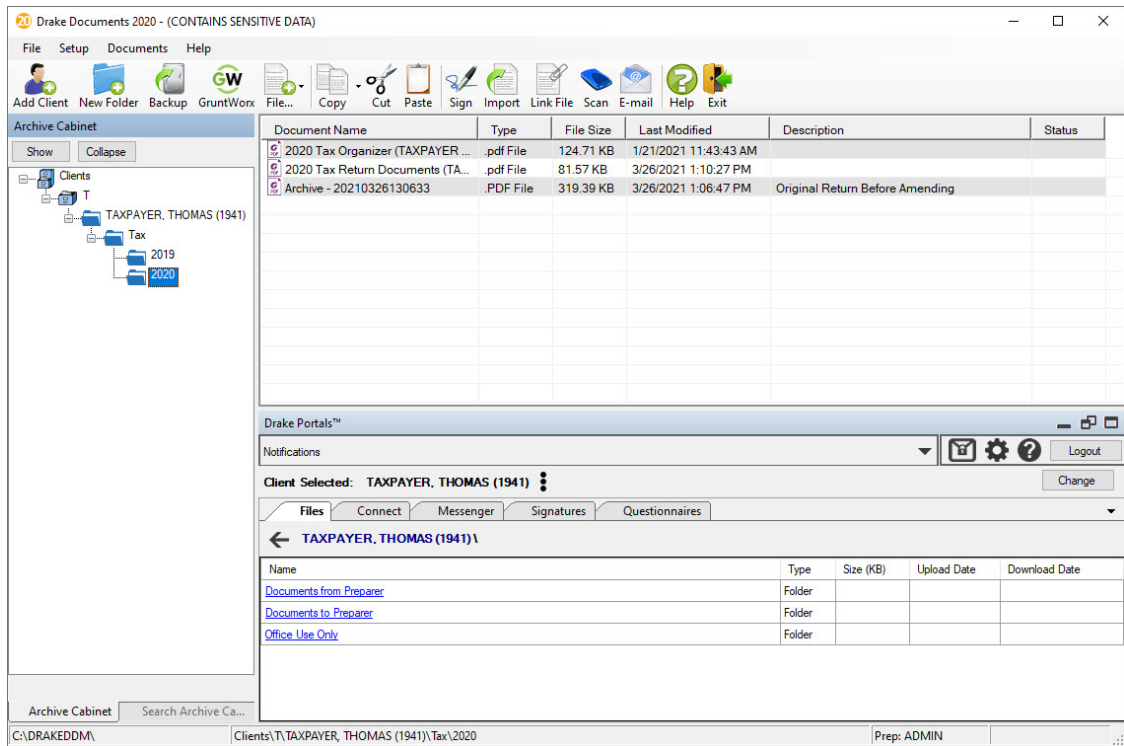 20 Drake Documents 2020 - (CONTAINS SENSITIVE DATA)
File Setup Documents Help
GW
Add Client New Folder Backup GruntWorx File... Copy Cut Paste Sign Import Link File Scan E-mail Help Exit
Archive Cabinet
Show Collapse
Clients
T
TAXPAYER, THOMAS (1941)
Tax
2019
2020
Document Name Type File Size Last Modified Description Status
2020 Tax Organizer (TAXPAYER ... .pdf File 124.71 KB 1/21/2021 11:43:43 AM
2020 Tax Return Documents (TA... .pdf File 81.57 KB 3/26/2021 1:10:27 PM
Archive - 20210326130633 .PDF File 319.39 KB 3/26/2021 1:06:47 PM Original Return Before Amending
Drake Portals™
Notifications Logout
Client Selected: TAXPAYER, THOMAS (1941) Change
Files Connect Messenger Signatures Questionnaires
TAXPAYER, THOMAS (1941) \
Name Type Size (KB) Upload Date Download Date
Documents from Preparer Folder
Documents to Preparer Folder
Office Use Only Folder
Archive Cabinet Search Archive Ca...
C:\DRAKEDDM\ Clients\T\TAXPAYER, THOMAS (1941)\Tax\2020 Prep: ADMIN